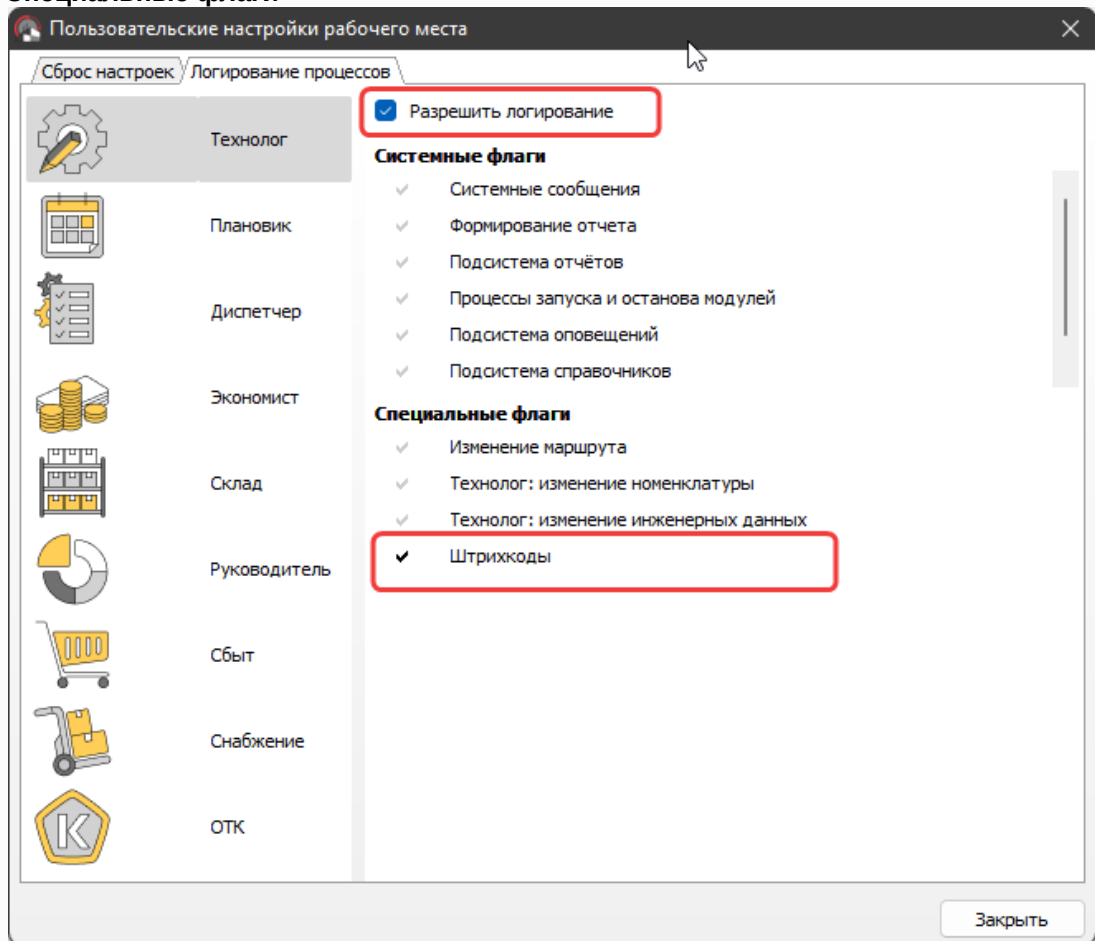 Специальные флаги
Пользовательские настройки рабочего места
Сброс настроек
Логирование процессов
Технолог
Плановик
Диспетчер
Экономист
Склад
Руководитель
Сбыт
Снабжение
К
ОТК
Разрешить логирование
Системные флаги
Системные сообщения
Формирование отчета
Подсистема отчётов
Процессы запуска и останова модулей
Подсистема оповещений
Подсистема справочников
Специальные флаги
Изменение маршрута
Технолог: изменение номенклатуры
Технолог: изменение инженерных данных
Штрихкоды
Закрыть